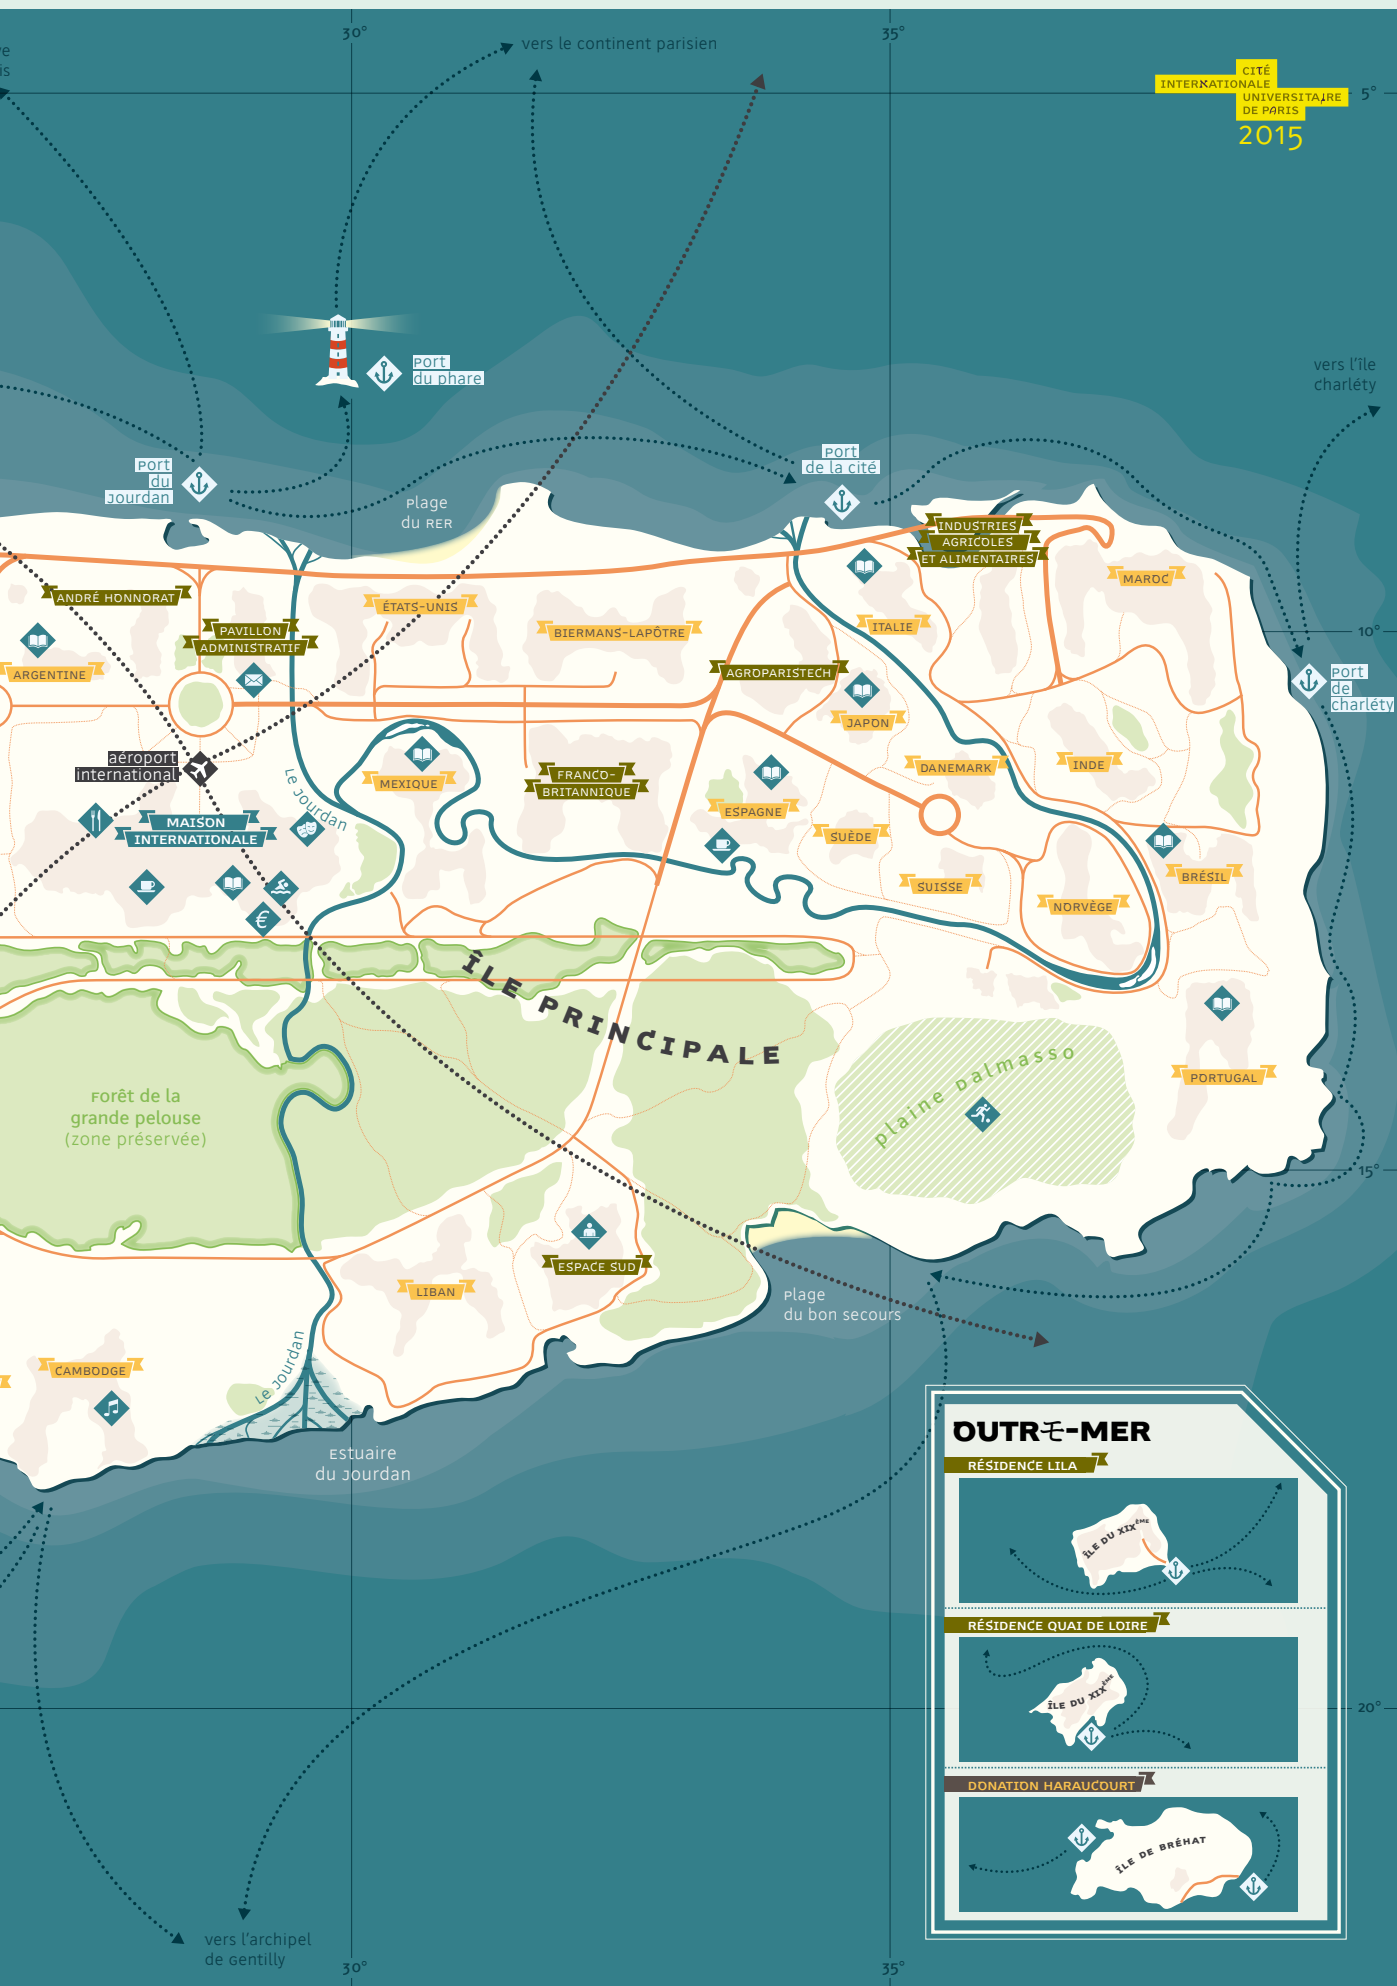 30°
35°
ve
is
vers le continent parisien
CITÉ
INTERNATIONALE
UNIVERSITAIRE
DE PARIS
2015
5°
vers l'île
charléty
Port
du phare
Port
du
Jourdan
Port
de la cité
Plage
du RER
INDUSTRIES
AGRICOLES
ET ALIMENTAIRES
MAROC
ANDRÉ HONNORAT
ÉTATS-UNIS
PAVILLON
ADMINISTRATIF
BIERMANS-LAPÔTRE
ITALIE
10°
ARGENTINE
AGROPARISTECH
Port
de
charléty
JAPON
aéroport
international
Le Jourdan
MEXIQUE
FRANCO-
BRITANNIQUE
DANEMARK
INDE
ESPAGNE
MAISON
INTERNATIONALE
SUÈDE
SUISSE
BRÉSIL
NORVÈGE
€
ÎLE PRINCIPALE
plaine Dalmasso
PORTUGAL
Forêt de la
grande pelouse
(zone préservée)
15°
ESPACE SUD
LIBAN
Plage
du bon secours
CAMBODGE
Le Jourdan
Estuaire
du Jourdan
OUTRE-MER
RÉSIDENCE LILA
ÎLE DU XIXÈME
RÉSIDENCE QUAI DE LOIRE
ÎLE DU XIXÈME
20°
DONATION HARAUCOURT
ÎLE DE BRÉHAT
vers l'archipel
de Gentilly
30°
35°